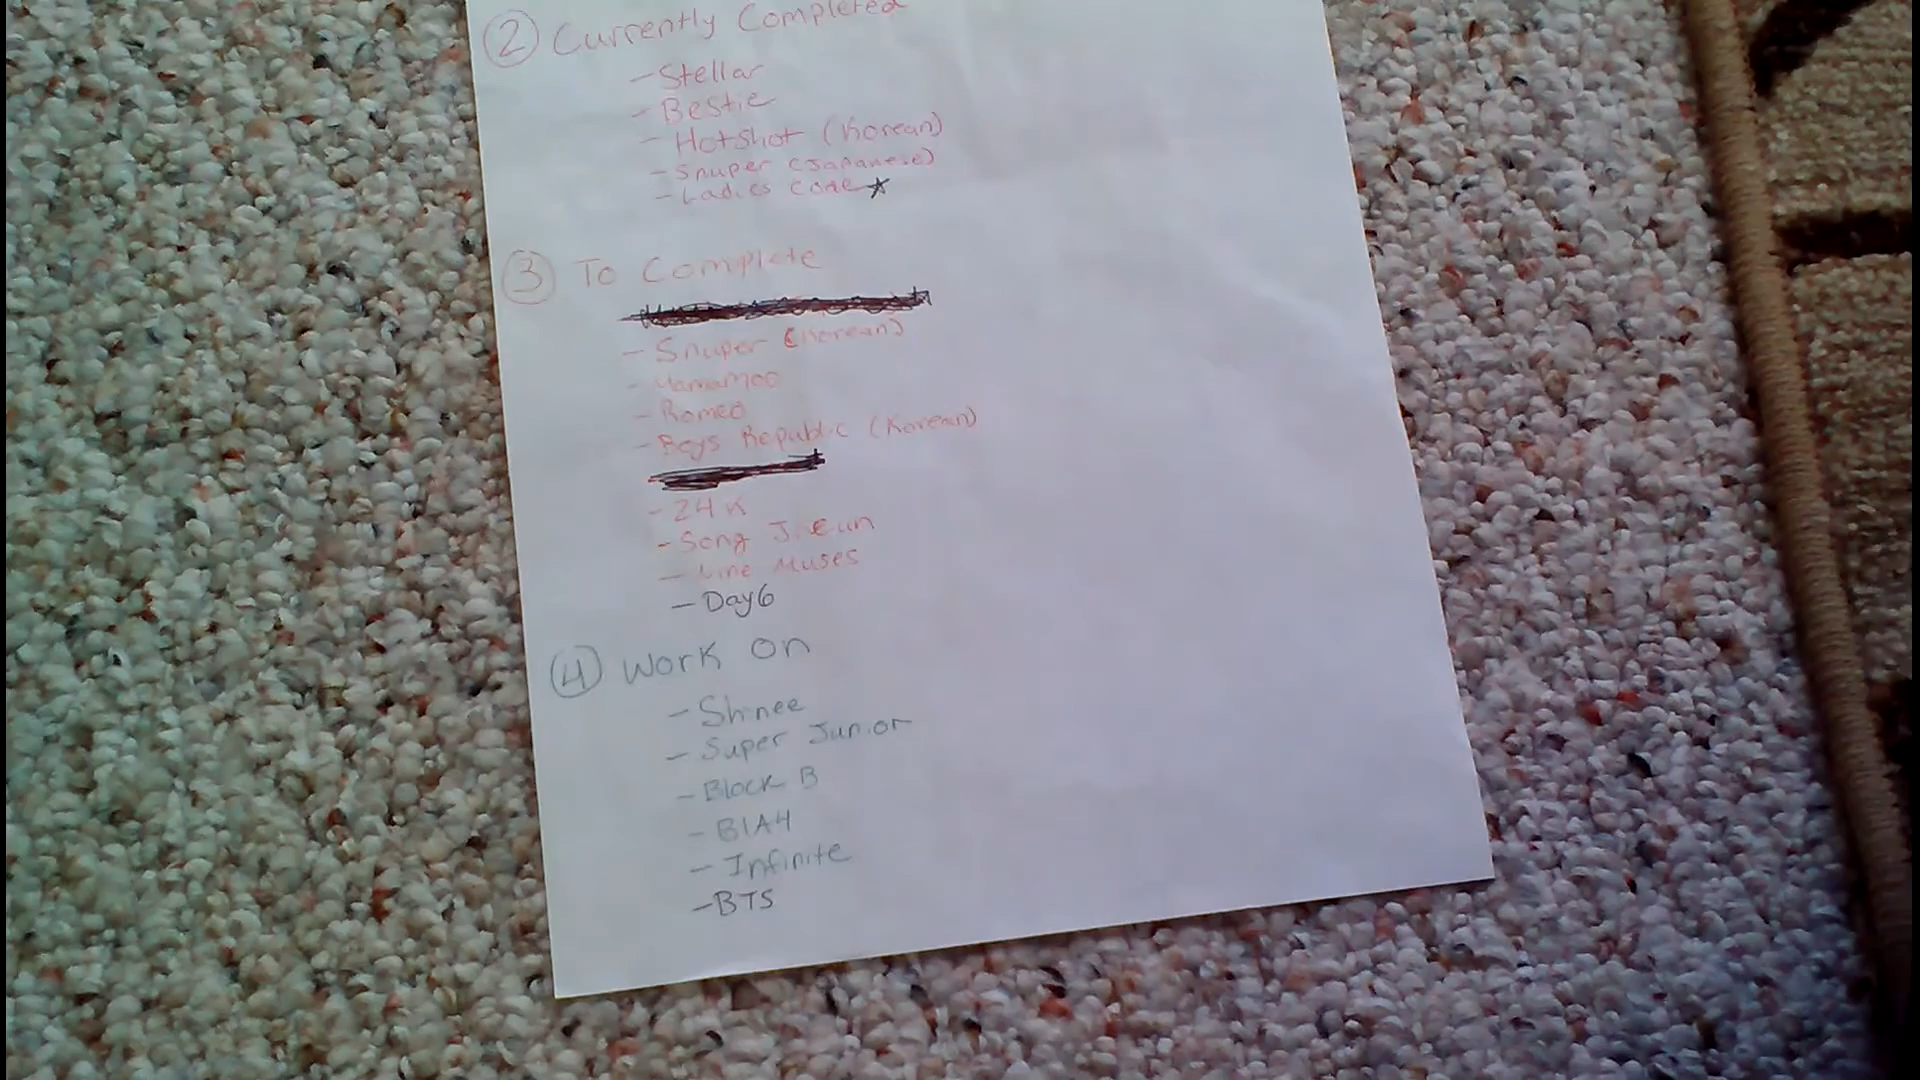 2 Currently Completed
- Stellar
- Bestie
- Hotshot (Korean)
- Snuper (Japanese)
- Ladies Code ☆
3 To Complete
- Snuper (Korean)
- Mamamoo
- Romeo
- Boys Republic (Korean)
- 24K
- Song Jieun
- Nine Muses
- Day6
4 Work On
- Shinee
- Super Junior
- Block B
- B1A4
- Infinite
- BTS